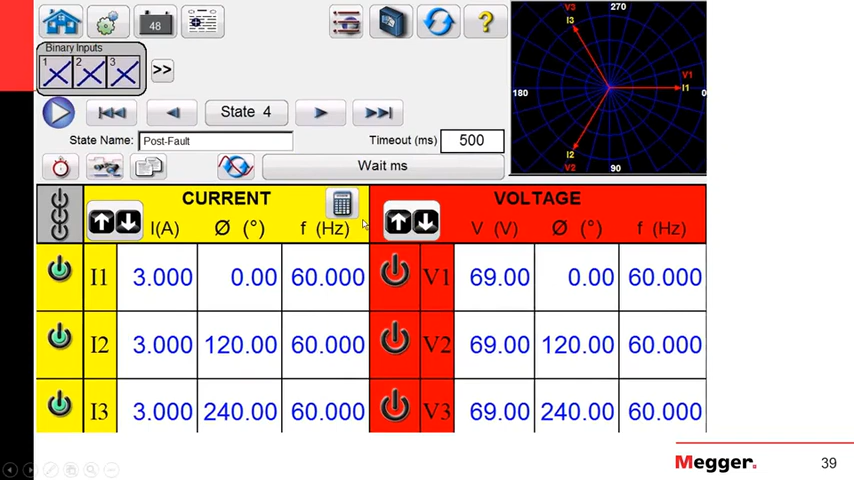 48
?
Binary Inputs
1 2 3
>>
State 4
State Name: Post-Fault
Timeout (ms) 500
Wait ms
V3
I3
270
V1
I1
180
0
I2
V2
90
CURRENT
VOLTAGE
I(A) Ø (°) f (Hz)
V (V) Ø (°) f (Hz)
I1 3.000 0.00 60.000 V1 69.00 0.00 60.000
I2 3.000 120.00 60.000 V2 69.00 120.00 60.000
I3 3.000 240.00 60.000 V3 69.00 240.00 60.000
Megger.
39